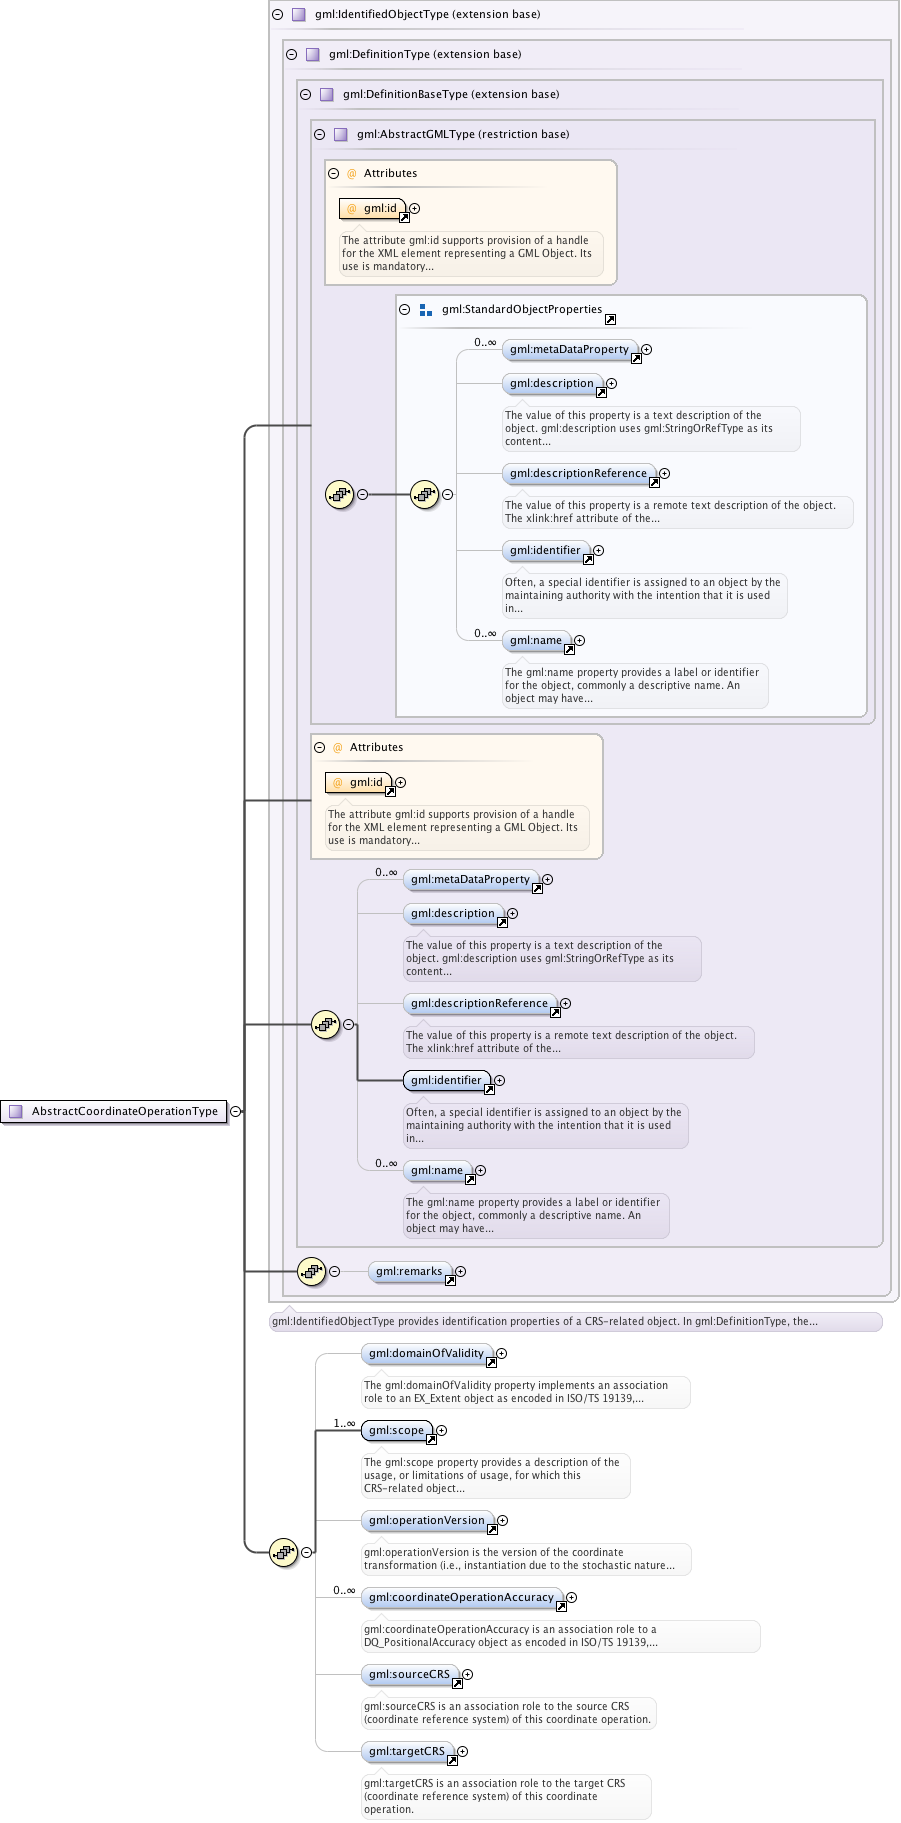 gml:IdentifiedObjectType (extension base)
gml:DefinitionType (extension base)
gml:DefinitionBaseType (extension base)
gml:AbstractGMLType (restriction base)
@ Attributes
@ gml:id
The attribute gml:id supports provision of a handle
for the XML element representing a GML Object. Its
use is mandatory...
gml:StandardObjectProperties
0..∞
gml:metaDataProperty
gml:description
The value of this property is a text description of the
object. gml:description uses gml:StringOrRefType as its
content...
gml:descriptionReference
The value of this property is a remote text description of the object.
The xlink:href attribute of the...
gml:identifier
Often, a special identifier is assigned to an object by the
maintaining authority with the intention that it is used
in...
0..∞
gml:name
The gml:name property provides a label or identifier
for the object, commonly a descriptive name. An
object may have...
@ Attributes
@ gml:id
The attribute gml:id supports provision of a handle
for the XML element representing a GML Object. Its
use is mandatory...
0..∞
gml:metaDataProperty
gml:description
The value of this property is a text description of the
object. gml:description uses gml:StringOrRefType as its
content...
gml:descriptionReference
The value of this property is a remote text description of the object.
The xlink:href attribute of the...
gml:identifier
Often, a special identifier is assigned to an object by the
maintaining authority with the intention that it is used
in...
AbstractCoordinateOperationType
0..∞
gml:name
The gml:name property provides a label or identifier
for the object, commonly a descriptive name. An
object may have...
gml:remarks
gml:IdentifiedObjectType provides identification properties of a CRS-related object. In gml:DefinitionType, the...
gml:domainOfValidity
The gml:domainOfValidity property implements an association
role to an EX_Extent object as encoded in ISO/TS 19139,...
1..∞
gml:scope
The gml:scope property provides a description of the
usage, or limitations of usage, for which this
CRS-related object...
gml:operationVersion
gml:operationVersion is the version of the coordinate
transformation (i.e., instantiation due to the stochastic nature...
0..∞
gml:coordinateOperationAccuracy
gml:coordinateOperationAccuracy is an association role to a
DQ_PositionalAccuracy object as encoded in ISO/TS 19139,...
gml:sourceCRS
gml:sourceCRS is an association role to the source CRS
(coordinate reference system) of this coordinate operation.
gml:targetCRS
gml:targetCRS is an association role to the target CRS
(coordinate reference system) of this coordinate
operation.